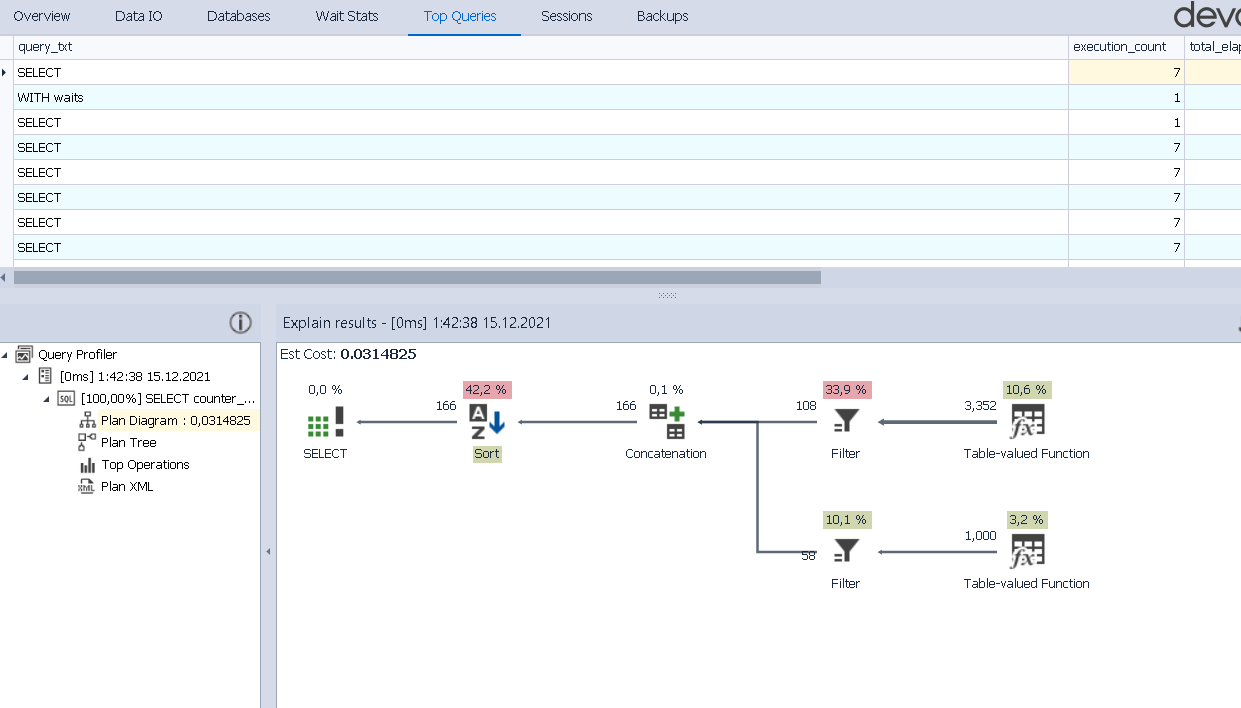 Overview Data IO Databases Wait Stats Top Queries Sessions Backups
query_txt execution_count
SELECT 7
WITH waits 1
SELECT 1
SELECT 7
SELECT 7
SELECT 7
SELECT 7
SELECT 7
Explain results - [0ms] 1:42:38 15.12.2021
Query Profiler
[0ms] 1:42:38 15.12.2021
[100,00%] SELECT counter_...
Plan Diagram : 0,0314825
Plan Tree
Top Operations
Plan XML
Est Cost: 0.0314825
0,0 % 42,2 % 0,1 % 33,9 % 10,6 %
166 166 108 3,352
SELECT Sort Concatenation Filter Table-valued Function
10,1 % 3,2 %
58 1,000
Filter Table-valued Function